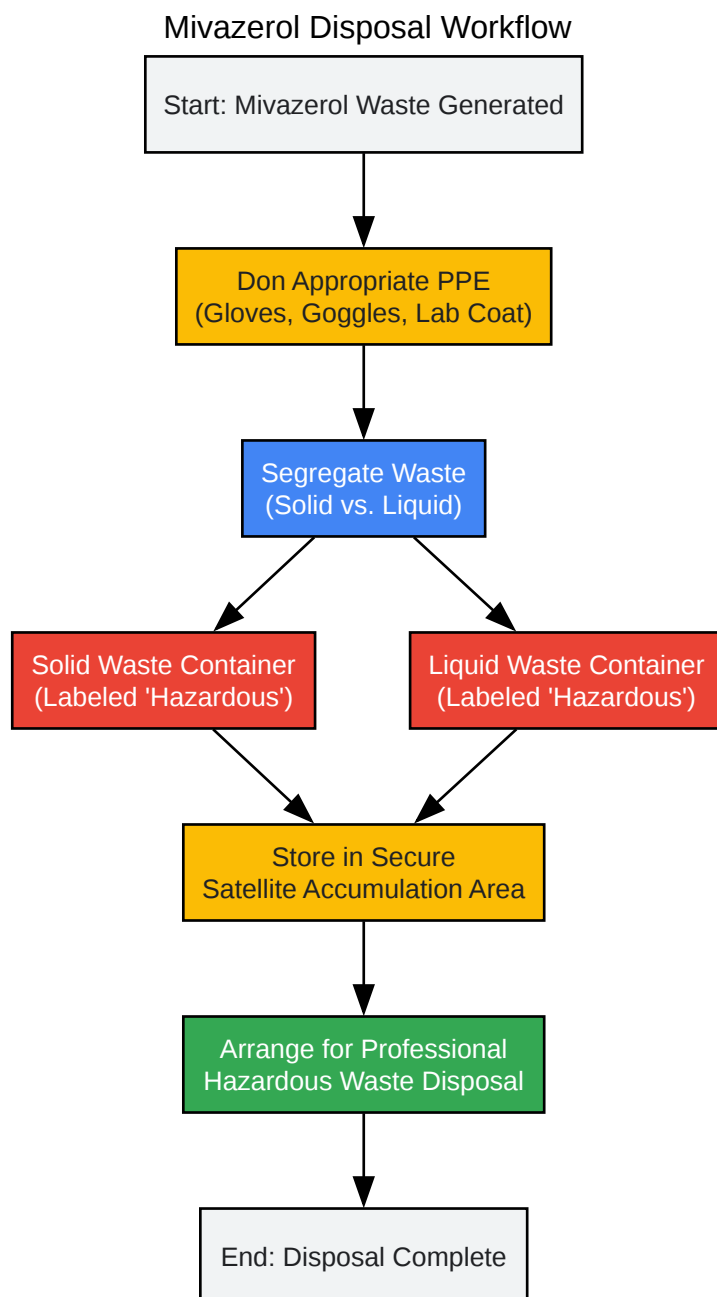 Mivazerol Disposal Workflow
Start: Mivazerol Waste Generated
Don Appropriate PPE
(Gloves, Goggles, Lab Coat)
Segregate Waste
(Solid vs. Liquid)
Solid Waste Container
(Labeled 'Hazardous')
Liquid Waste Container
(Labeled 'Hazardous')
Store in Secure
Satellite Accumulation Area
Arrange for Professional
Hazardous Waste Disposal
End: Disposal Complete